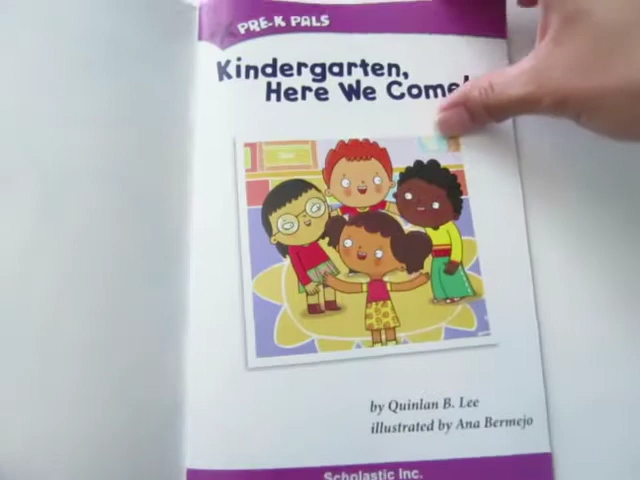 PRE-K PALS
Kindergarten,
Here We Come!
by Quinlan B. Lee
illustrated by Ana Bermejo
Scholastic Inc.